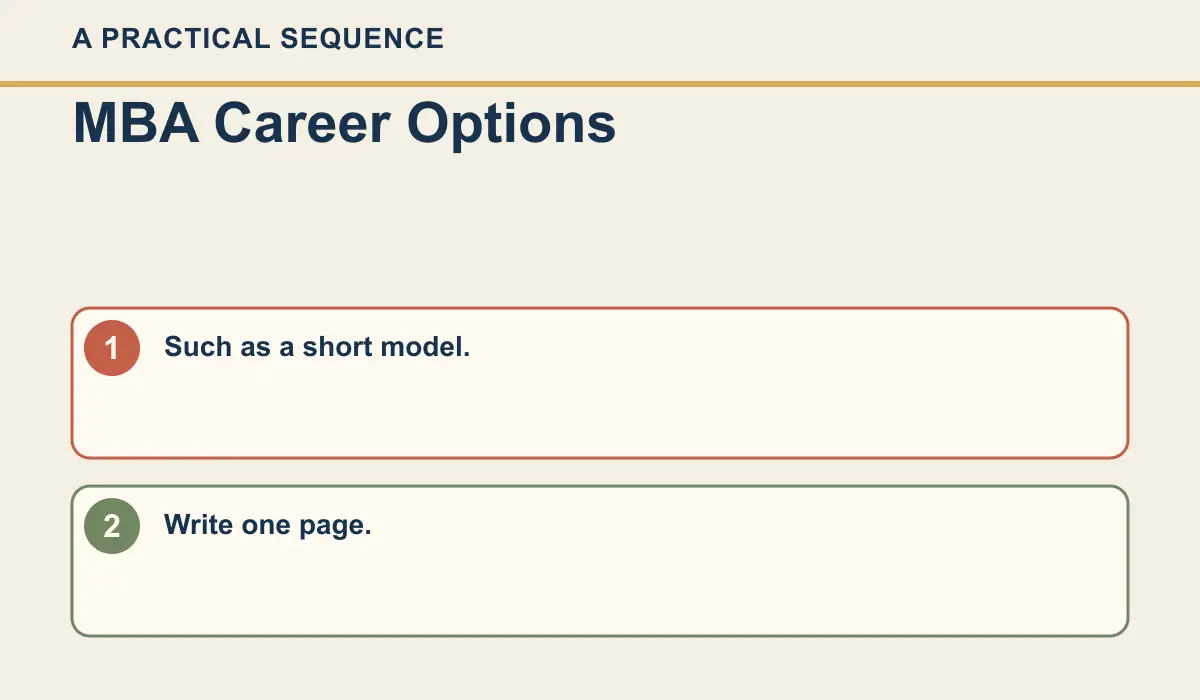 A PRACTICAL SEQUENCE
MBA Career Options
1 Such as a short model.
2 Write one page.